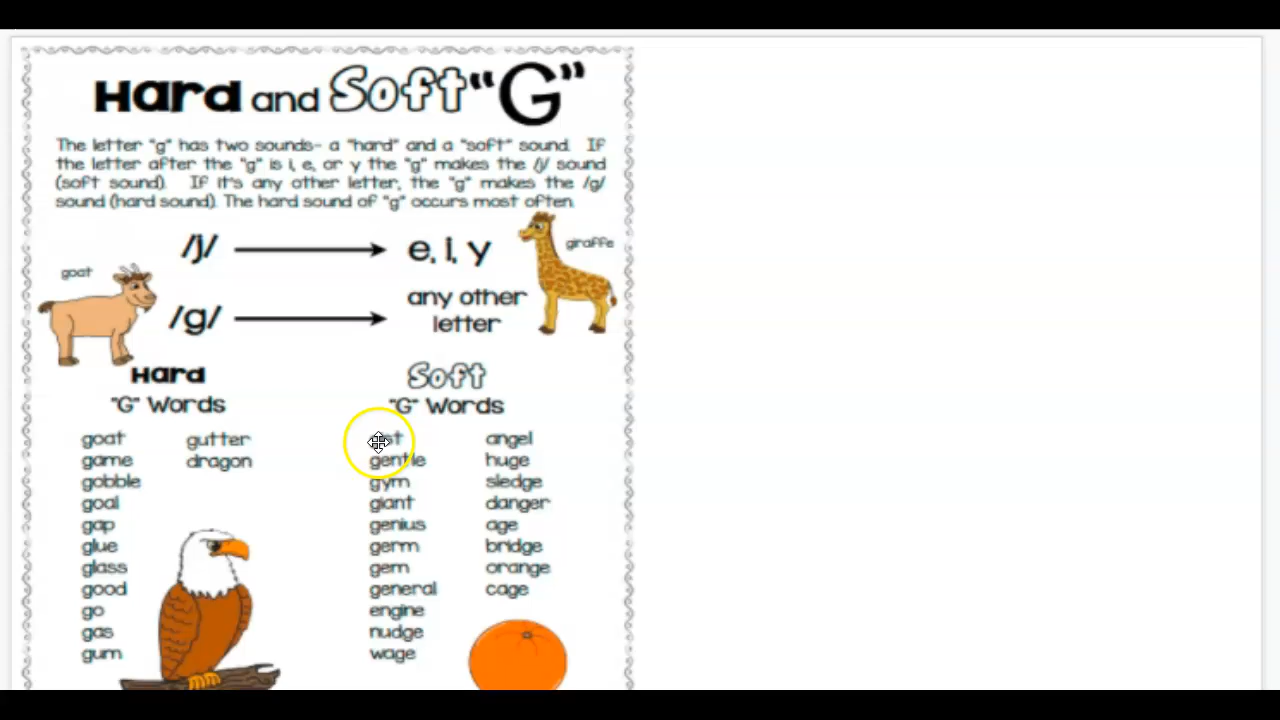 Hard and Soft "G"
The letter "g" has two sounds- a "hard" and a "soft" sound. If
the letter after the "g" is i, e, or y the "g" makes the /j/ sound
(soft sound). If it's any other letter, the "g" makes the /g/
sound (hard sound). The hard sound of "g" occurs most often.
/j/ e, i, y
giraffe
goat
/g/ any other
letter
Hard
"G" Words
goat
game
gobble
goal
gap
glue
glass
good
go
gas
gum
gutter
dragon
Soft
"G" Words
gentle
gym
giant
genius
germ
gem
general
engine
nudge
wage
angel
huge
sledge
danger
age
bridge
orange
cage